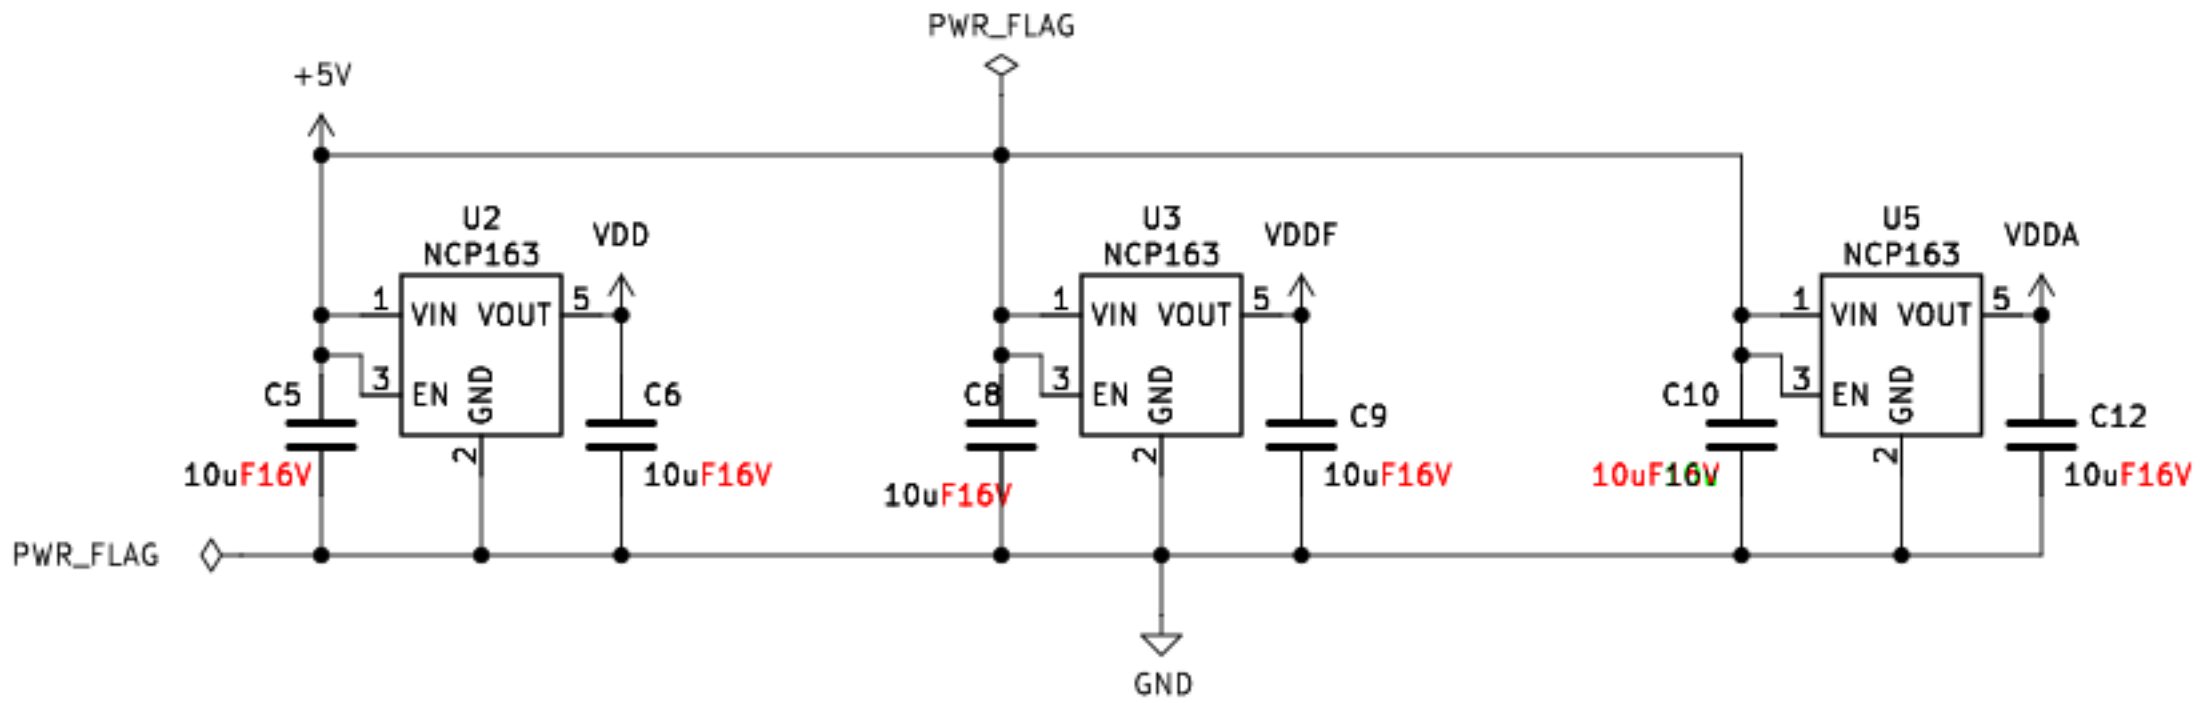 PWR_FLAG
+5V
U2
NCP163
VDD
1
VIN
VOUT
5
3
EN
GND
2
C5
10uF16V
C6
10uF16V
U3
NCP163
VDDF
1
VIN
VOUT
5
3
EN
GND
2
C8
10uF16V
C9
10uF16V
U5
NCP163
VDDA
1
VIN
VOUT
5
3
EN
GND
2
C10
10uF16V
C12
10uF16V
PWR_FLAG
GND